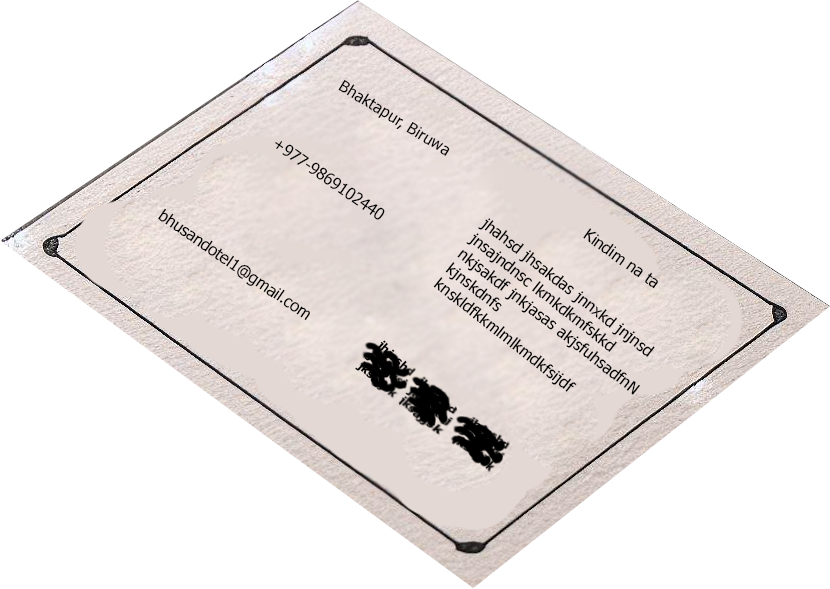 Bhaktapur, Biruwa
+977-9869102440
bhusandotel1@gmail.com
Kindim na ta
jhahsd jhsakdas jnnxkd jnjnsd
jnsajndnsc lkmkdkmfskkd
nkjsakdf jnkjasas akjsfuhsadfnN
kjnskdnfs
knskldfkkmlmlkmdkfsijdf